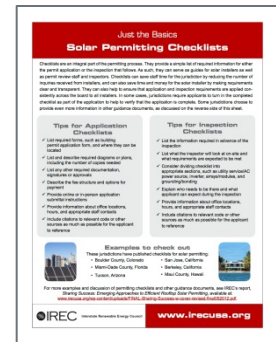 Just the Basics
Solar Permitting Checklists
Checklists are an integral part of the permitting process. They provide a simple list of required information for either
the permit application or the inspection that follows. As such, they can serve as guides for solar installers as well
as permit review staff and inspectors. Checklists can save staff time for the jurisdiction by reducing the number of
inquiries received from installers, and can also save time and money for the solar installer by making requirements
clear and transparent. They can also help to ensure that application and inspection requirements are applied con-
sistently across the board to all installers. In some cases, jurisdictions require applicants to turn in the completed
checklist as part of the application to help to verify that the application is complete. Some jurisdictions choose to
provide even more information in other guidance documents, as discussed on the reverse side of this sheet.
Tips for Application
Checklists
✓ List required forms, such as building
permit application form, and where they can
be located
✓ List and describe required diagrams or plans,
including the number of copies needed
✓ List any other required documentation,
signatures or approvals
✓ Describe the fee structure and options for
payment
✓ Provide online or in-person application
submittal instructions
✓ Provide information about office locations,
hours, and appropriate staff contacts
✓ Include citations to relevant code or other
sources as much as possible for the applicant
to reference
Tips for Inspection
Checklists
✓ List the information required in advance of the
inspection
✓ List what the inspector will look at on-site and
what requirements are expected to be met
✓ Consider dividing checklist into
appropriate sections, such as utility service/AC
power source, inverter, arrays/modules, and
grounding/bonding
✓ Explain who needs to be there and what
applicant can expect during the inspection
✓ Provide information about office locations,
hours, and appropriate staff contacts
✓ Include citations to relevant code or other
sources as much as possible for the applicant
to reference
Examples to check out
These jurisdictions have published checklists for solar permitting:
• Boulder County, Colorado
• Miami-Dade County, Florida
• Tucson, Arizona
• San Jose, California
• Berkeley, California
• Maui County, Hawaii
For more examples and discussion of permitting checklists and other guidance documents, see IREC's report,
Sharing Success: Emerging Approaches to Efficient Rooftop Solar Permitting, available at
IREC Interstate Renewable Energy Council
www.irecusa.org